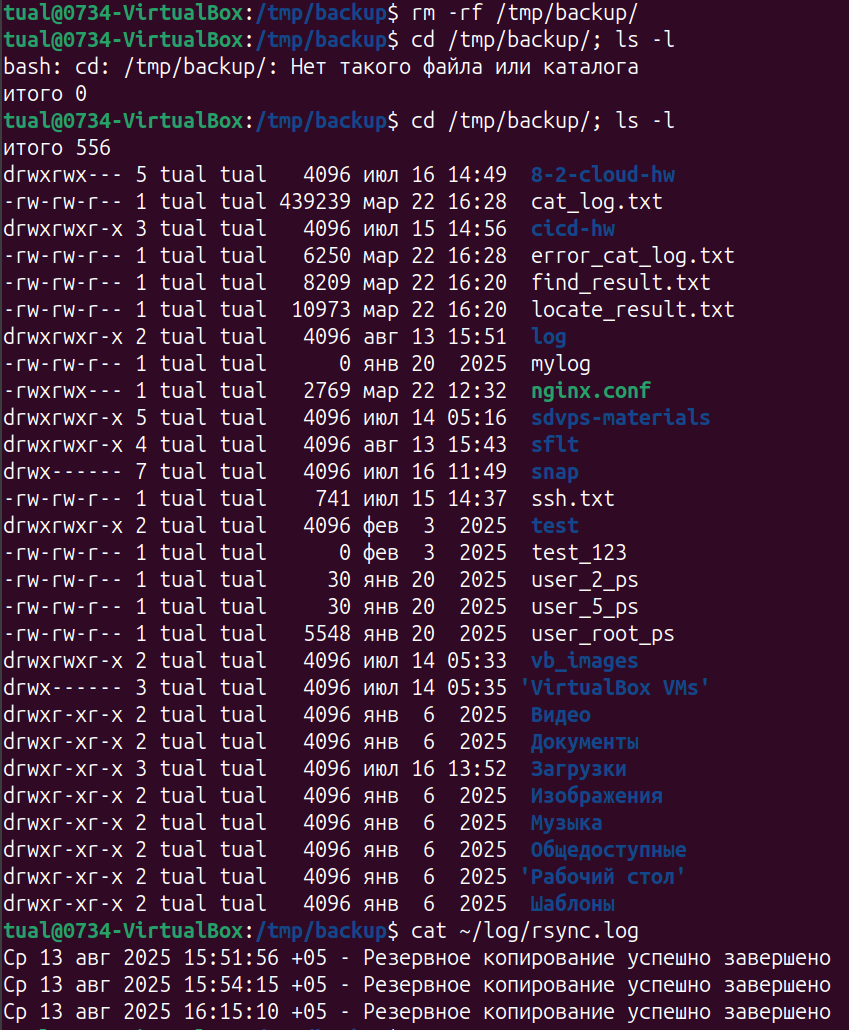 tual@0734-VirtualBox:/tmp/backup$ rm -rf /tmp/backup/
tual@0734-VirtualBox:/tmp/backup$ cd /tmp/backup/; ls -l
bash: cd: /tmp/backup/: Нет такого файла или каталога
итого 0
tual@0734-VirtualBox:/tmp/backup$ cd /tmp/backup/; ls -l
итого 556
drwxrwx--- 5 tual tual   4096 июл 16 14:49  8-2-cloud-hw
-rw-rw-r-- 1 tual tual 439239 мар 22 16:28  cat_log.txt
drwxrwxr-x 3 tual tual   4096 июл 15 14:56  cicd-hw
-rw-rw-r-- 1 tual tual   6250 мар 22 16:28  error_cat_log.txt
-rw-rw-r-- 1 tual tual   8209 мар 22 16:20  find_result.txt
-rw-rw-r-- 1 tual tual  10973 мар 22 16:20  locate_result.txt
drwxrwxr-x 2 tual tual   4096 авг 13 15:51  log
-rw-rw-r-- 1 tual tual      0 янв 20  2025  mylog
-rwxrwx--- 1 tual tual   2769 мар 22 12:32  nginx.conf
drwxrwxr-x 5 tual tual   4096 июл 14 05:16  sdvps-materials
drwxrwxr-x 4 tual tual   4096 авг 13 15:43  sflt
drwx------ 7 tual tual   4096 июл 16 11:49  snap
-rw-rw-r-- 1 tual tual    741 июл 15 14:37  ssh.txt
drwxrwxr-x 2 tual tual   4096 фев  3  2025  test
-rw-rw-r-- 1 tual tual      0 фев  3  2025  test_123
-rw-rw-r-- 1 tual tual     30 янв 20  2025  user_2_ps
-rw-rw-r-- 1 tual tual     30 янв 20  2025  user_5_ps
-rw-rw-r-- 1 tual tual   5548 янв 20  2025  user_root_ps
drwxrwxr-x 2 tual tual   4096 июл 14 05:33  vb_images
drwx------ 3 tual tual   4096 июл 14 05:35 'VirtualBox VMs'
drwxr-xr-x 2 tual tual   4096 янв  6  2025  Видео
drwxr-xr-x 2 tual tual   4096 янв  6  2025  Документы
drwxr-xr-x 3 tual tual   4096 июл 16 13:52  Загрузки
drwxr-xr-x 2 tual tual   4096 янв  6  2025  Изображения
drwxr-xr-x 2 tual tual   4096 янв  6  2025  Музыка
drwxr-xr-x 2 tual tual   4096 янв  6  2025  Общедоступные
drwxr-xr-x 2 tual tual   4096 янв  6  2025 'Рабочий стол'
drwxr-xr-x 2 tual tual   4096 янв  6  2025  Шаблоны
tual@0734-VirtualBox:/tmp/backup$ cat ~/log/rsync.log
Ср 13 авг 2025 15:51:56 +05 - Резервное копирование успешно завершено
Ср 13 авг 2025 15:54:15 +05 - Резервное копирование успешно завершено
Ср 13 авг 2025 16:15:10 +05 - Резервное копирование успешно завершено